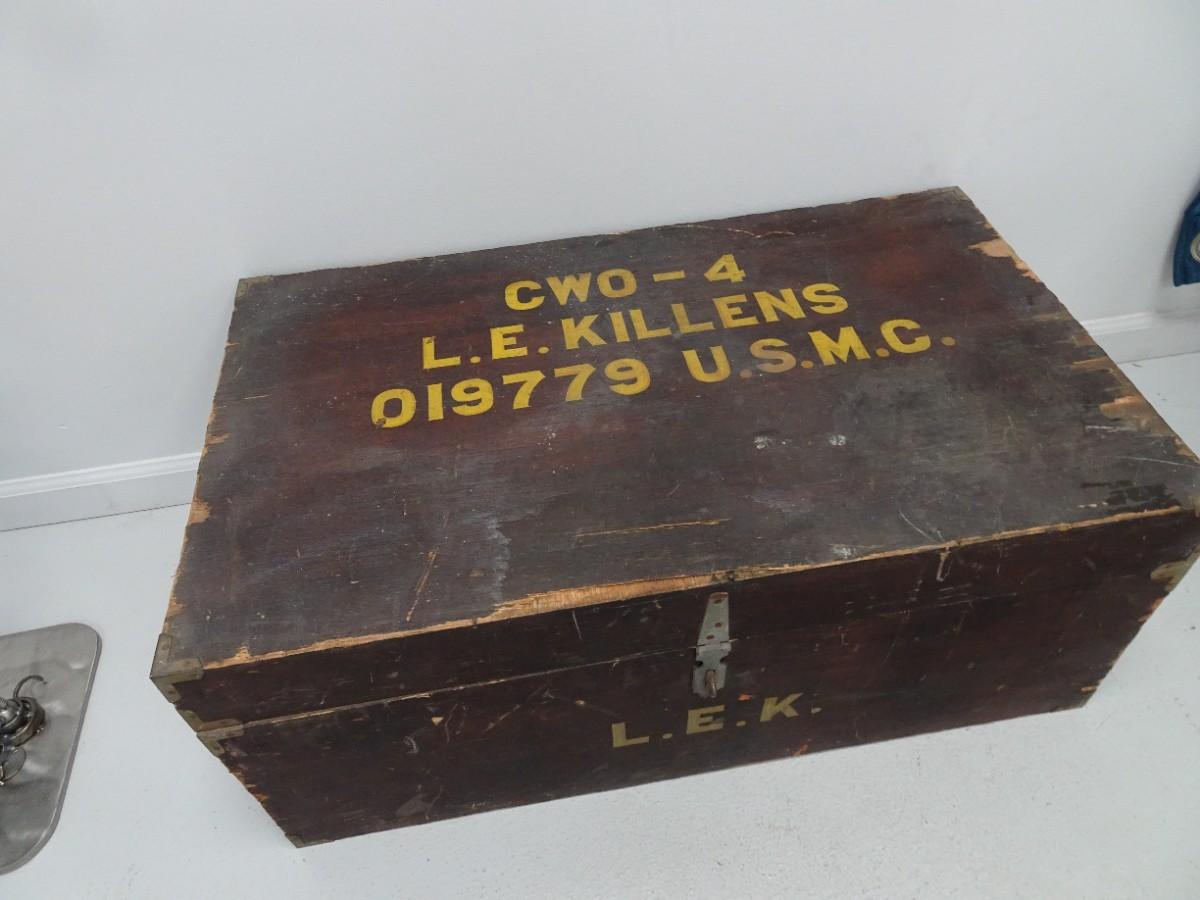 CWO-4
L.E. KILLENS
019779 U.S.M.C.
L.E.K.